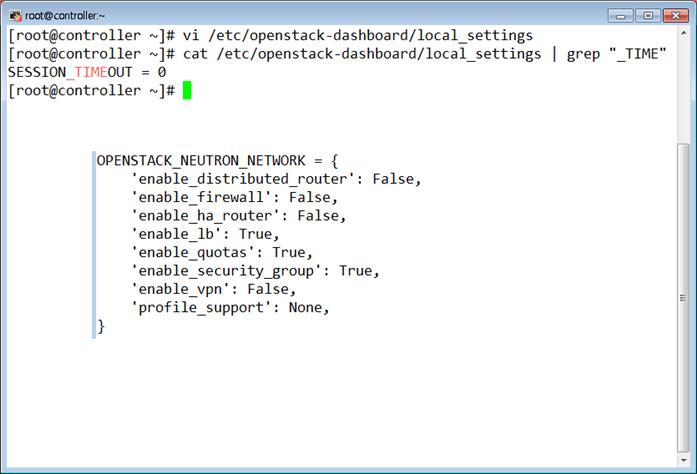 root@controller:~
[root@controller ~]# vi /etc/openstack-dashboard/local_settings
[root@controller ~]# cat /etc/openstack-dashboard/local_settings | grep "_TIME"
SESSION_TIMEOUT = 0
[root@controller ~]#
OPENSTACK_NEUTRON_NETWORK = {
    'enable_distributed_router': False,
    'enable_firewall': False,
    'enable_ha_router': False,
    'enable_lb': True,
    'enable_quotas': True,
    'enable_security_group': True,
    'enable_vpn': False,
    'profile_support': None,
}